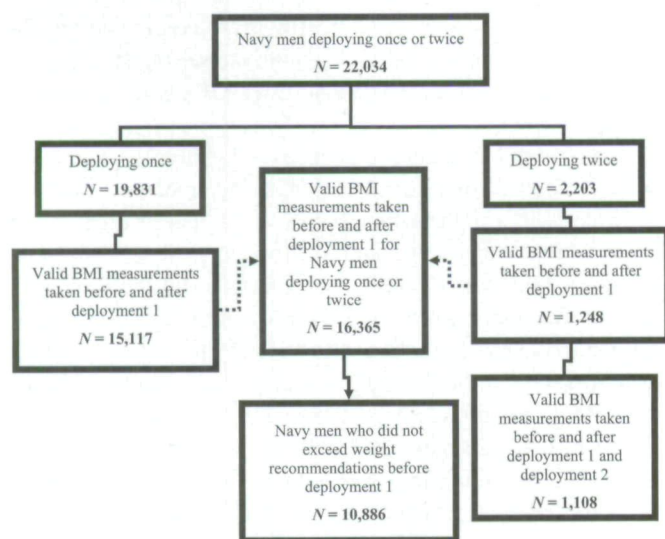 Navy men deploying once or twice
N = 22,034
Deploying once
N = 19,831
Deploying twice
N = 2,203
Valid BMI
measurements taken
before and after
deployment 1 for
Navy men
deploying once or
twice
N = 16,365
Valid BMI measurements
taken before and after
deployment 1
N = 15,117
Valid BMI measurements
taken before and after
deployment 1
N = 1,248
Navy men who did not
exceed weight
recommendations before
deployment 1
N = 10,886
Valid BMI
measurements taken
before and after
deployment 1 and
deployment 2
N = 1,108